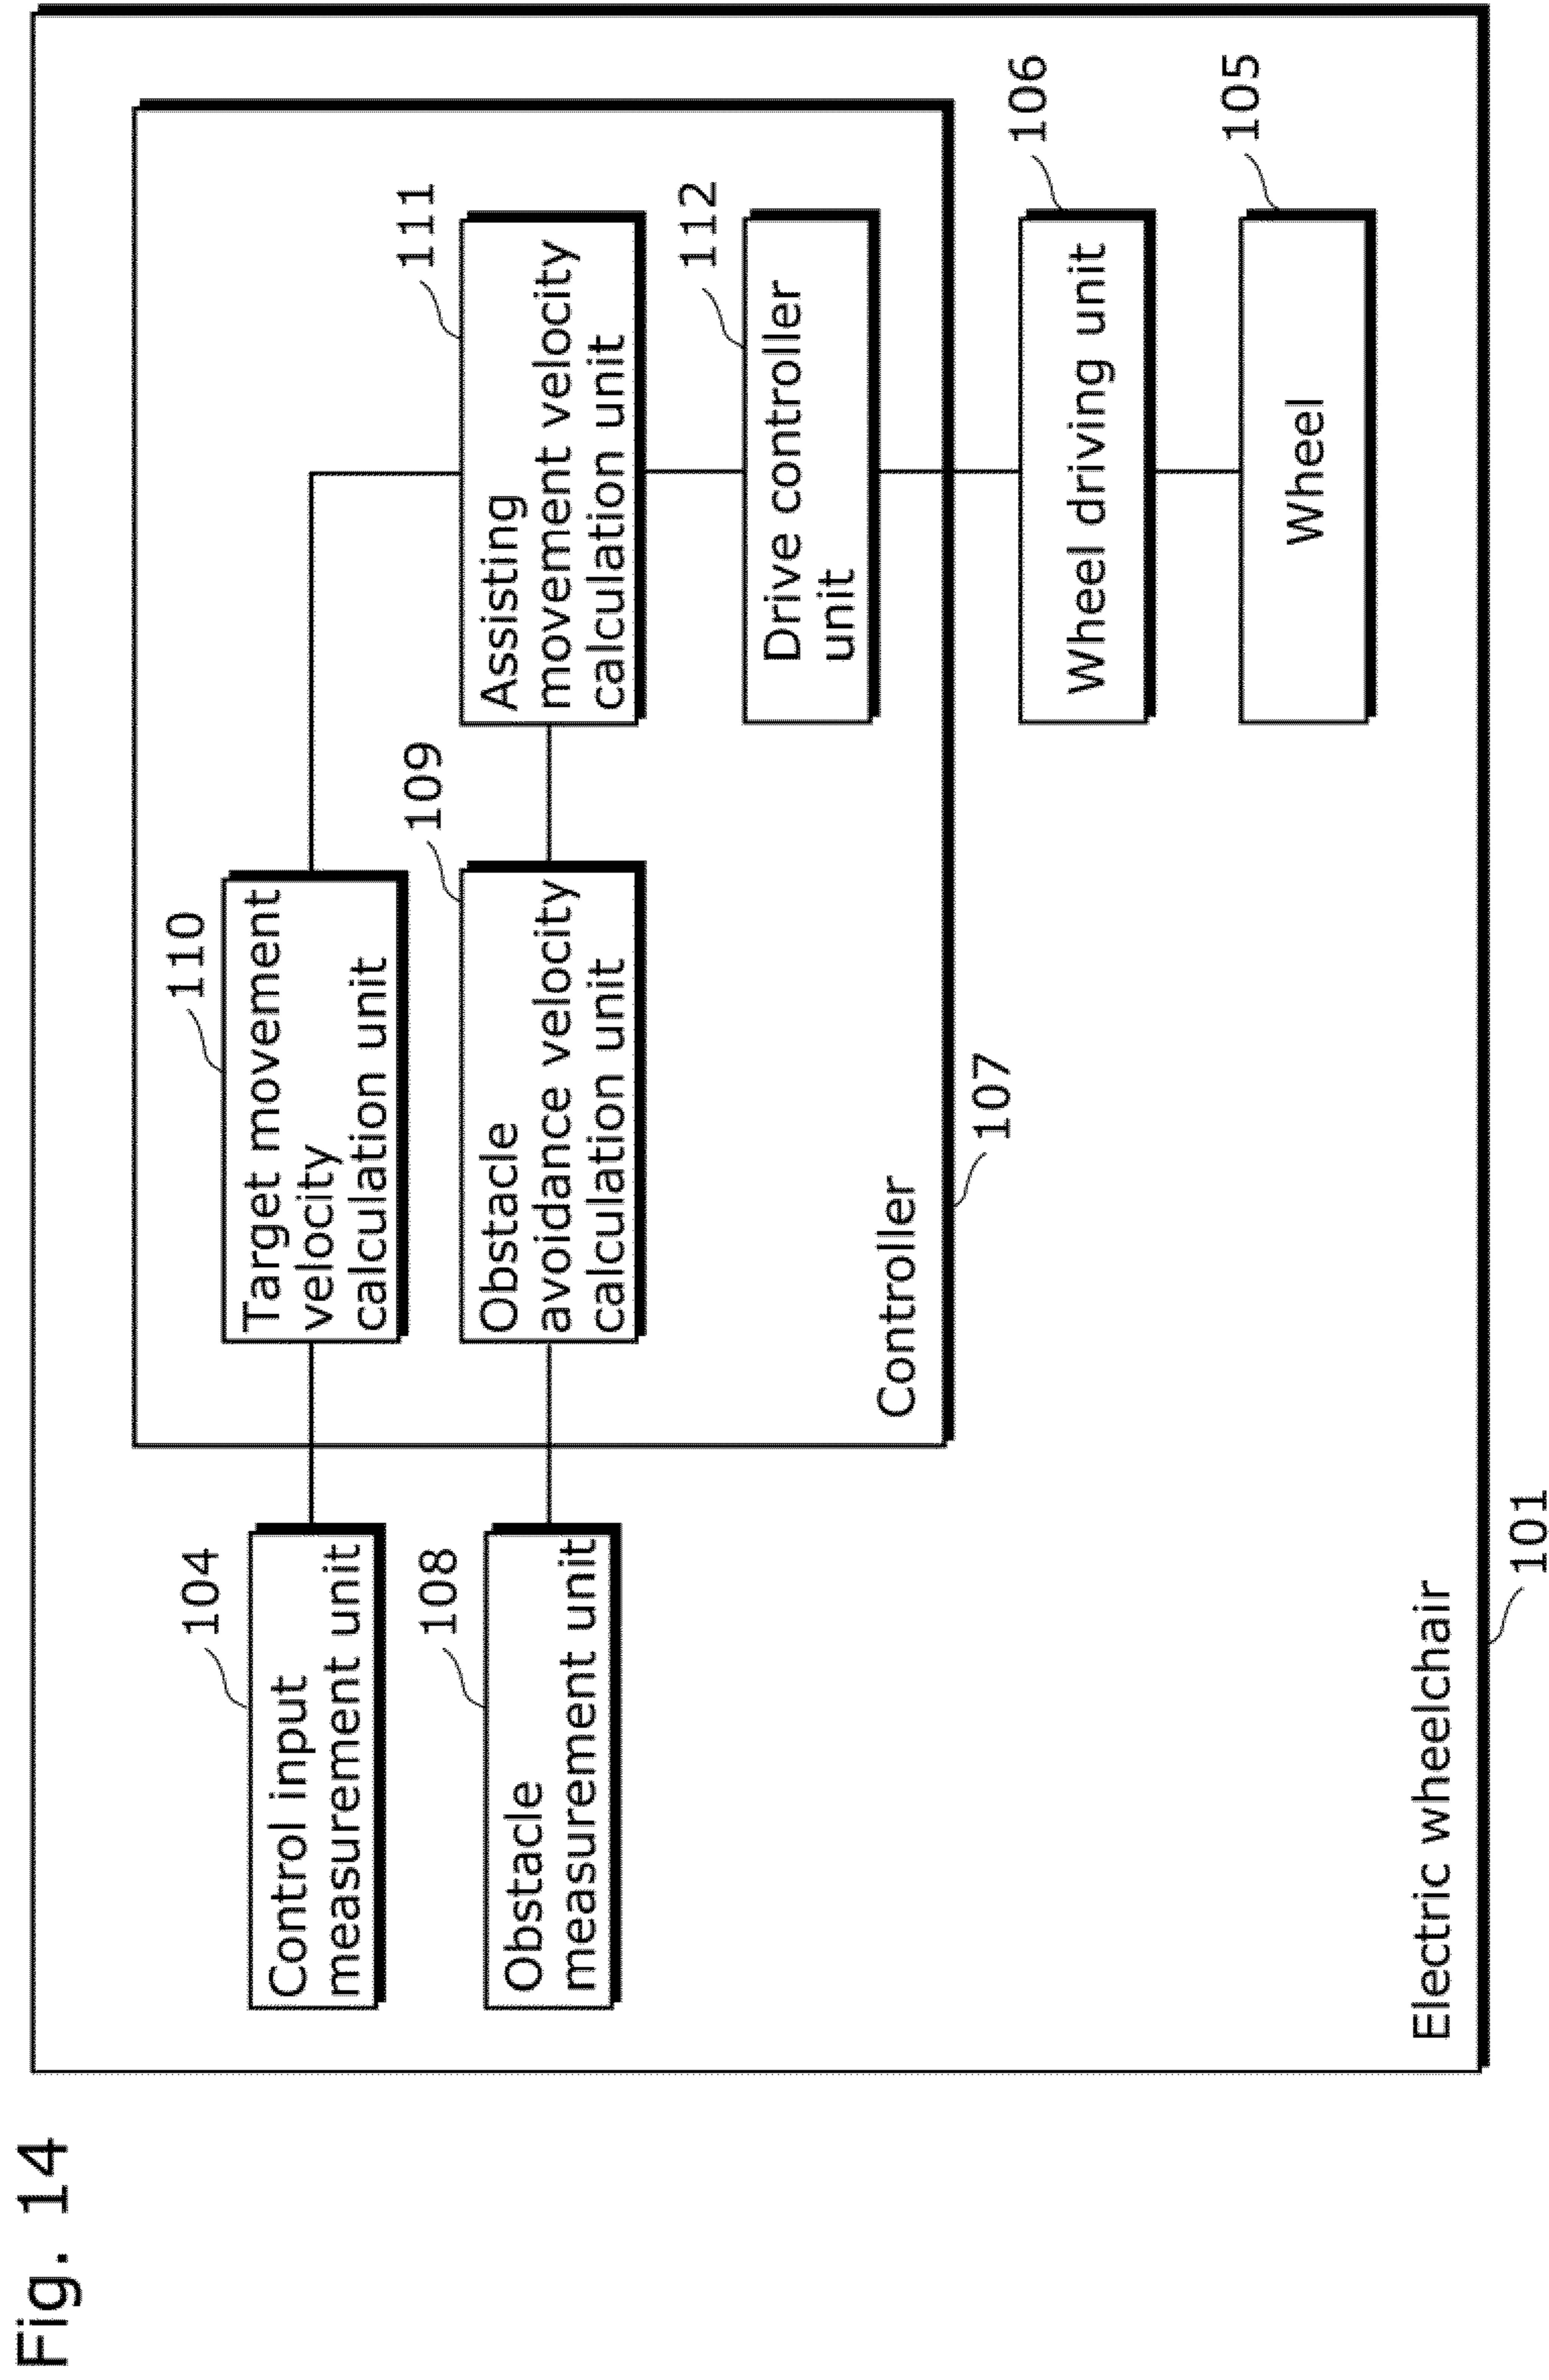 Fig. 14
104
Control input
measurement unit
110
Target movement
velocity
calculation unit
108
Obstacle
measurement unit
109
Obstacle
avoidance velocity
calculation unit
111
Assisting
movement velocity
calculation unit
112
Drive controller
unit
Controller
107
106
Wheel driving unit
105
Wheel
Electric wheelchair
101